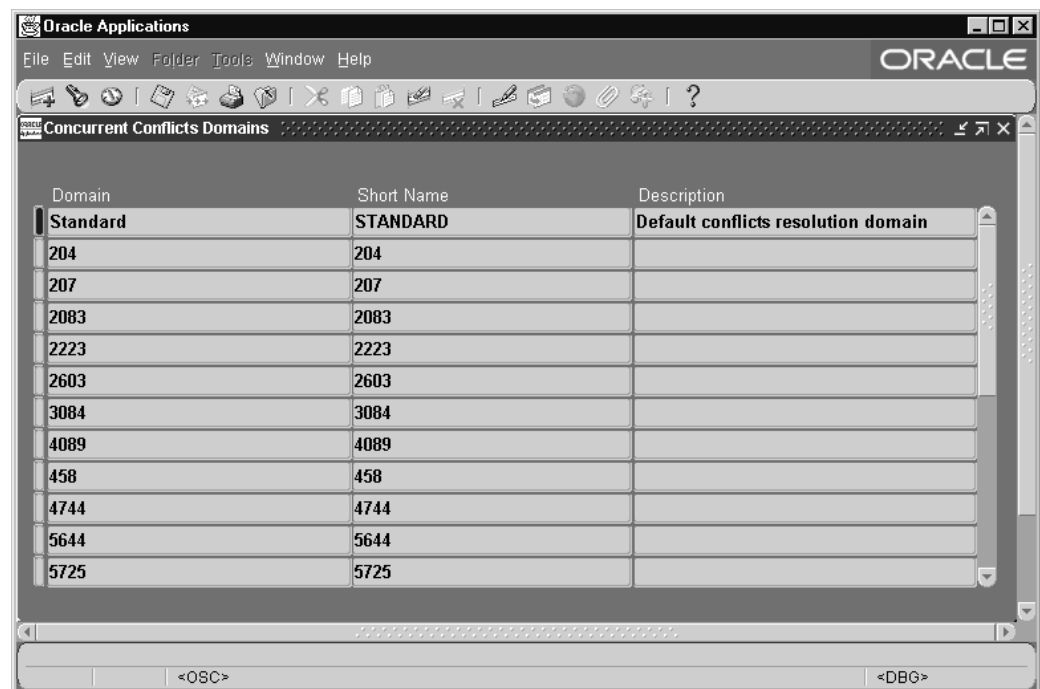 Oracle Applications
File Edit View Folder Tools Window Help
ORACLE
?
Concurrent Conflicts Domains
Domain Short Name Description
Standard STANDARD Default conflicts resolution domain
204 204
207 207
2083 2083
2223 2223
2603 2603
3084 3084
4089 4089
458 458
4744 4744
5644 5644
5725 5725
<OSC> <DBG>